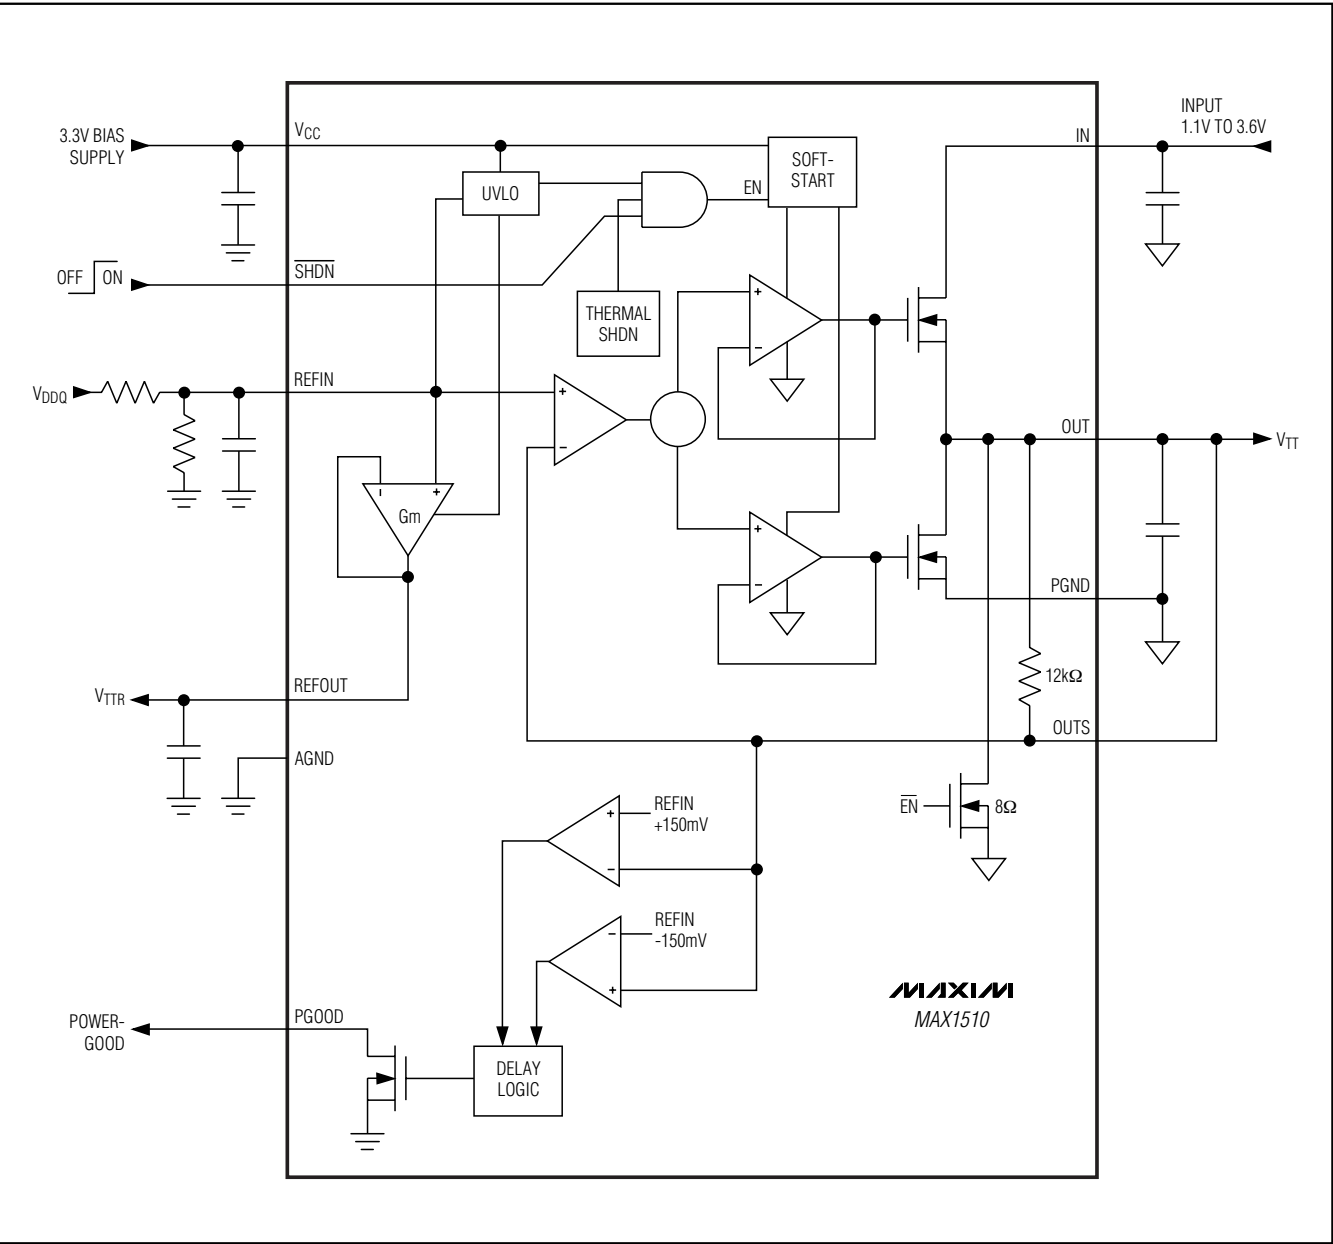 INPUT
1.1V TO 3.6V
3.3V BIAS
SUPPLY
VCC
IN
SOFT-
START
UVLO
EN
OFF
ON
SHDN
THERMAL
SHDN
+
-
VDDQ
REFIN
+
-
OUT
VTT
-
+
Gm
+
-
PGND
VTTR
REFOUT
12kΩ
OUTS
AGND
REFIN
+150mV
+
-
EN
8Ω
REFIN
-150mV
-
+
MAXIM
MAX1510
POWER-
GOOD
PGOOD
DELAY
LOGIC